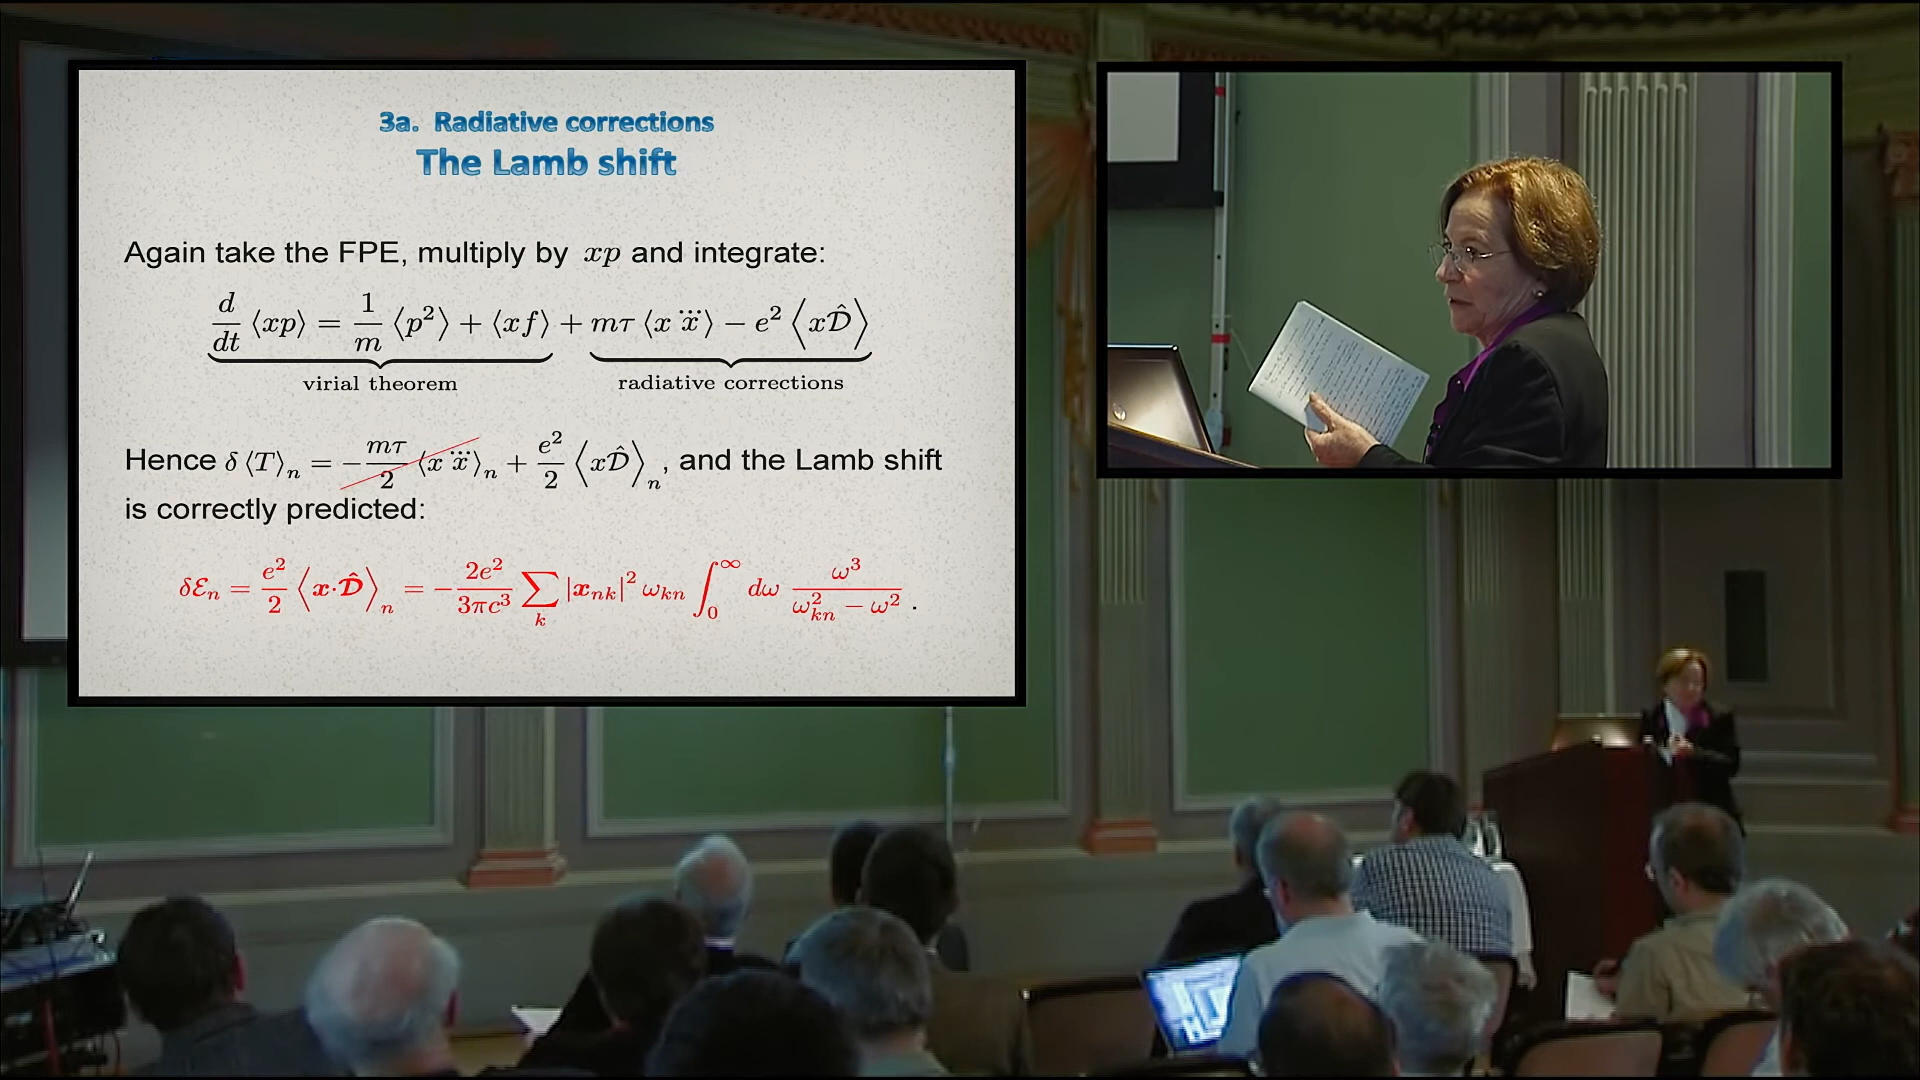 3a. Radiative corrections
The Lamb shift
Again take the FPE, multiply by xp and integrate:
d/dt ⟨xp⟩ = 1/m ⟨p²⟩ + ⟨xf⟩ + mτ ⟨x x⃛⟩ − e² ⟨x𝒟̂⟩
virial theorem radiative corrections
Hence δ⟨T⟩ₙ = −mτ/2 ⟨x x⃛⟩ₙ + e²/2 ⟨x𝒟̂⟩ₙ , and the Lamb shift
is correctly predicted:
δℰₙ = e²/2 ⟨x·𝒟̂⟩ₙ = −2e²/3πc³ ∑ₖ |xₙₖ|² ωₖₙ ∫₀^∞ dω ω³/(ω²ₖₙ − ω²) .